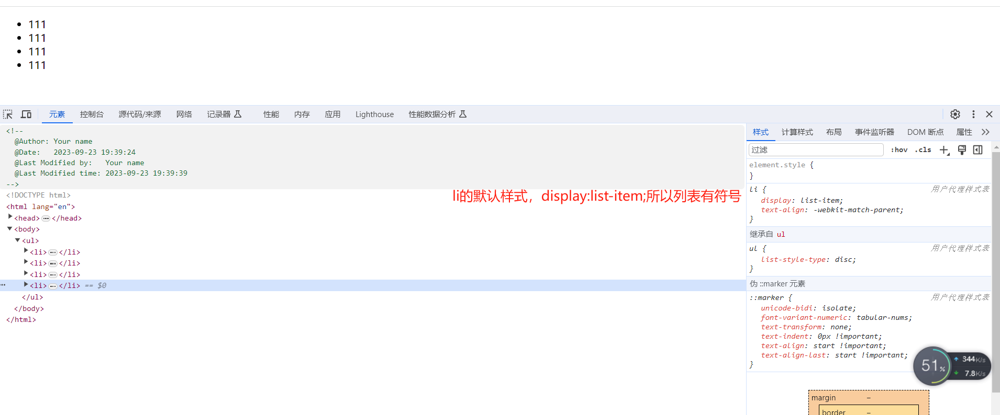 111
111
111
111
元素 控制台 源代码/来源 网络 记录器 性能 内存 应用 Lighthouse 性能数据分析
<!--
@Author: Your name
@Date:   2023-09-23 19:39:24
@Last Modified by:   Your name
@Last Modified time: 2023-09-23 19:39:39
-->
<!DOCTYPE html>
<html lang="en">
<head>…</head>
<body>
<ul>
<li>…</li>
<li>…</li>
<li>…</li>
<li>…</li> == $0
</ul>
</body>
</html>
li的默认样式，display:list-item;所以列表有符号
样式 计算样式 布局 事件监听器 DOM 断点 属性
过滤 :hov .cls
element.style {
}
li { 用户代理样式表
display: list-item;
text-align: -webkit-match-parent;
}
继承自 ul
ul { 用户代理样式表
list-style-type: disc;
}
伪 ::marker 元素
::marker { 用户代理样式表
unicode-bidi: isolate;
font-variant-numeric: tabular-nums;
text-transform: none;
text-indent: 0px !important;
text-align: start !important;
text-align-last: start !important;
}
51%
344K/s
7.8K/s
margin –
border –